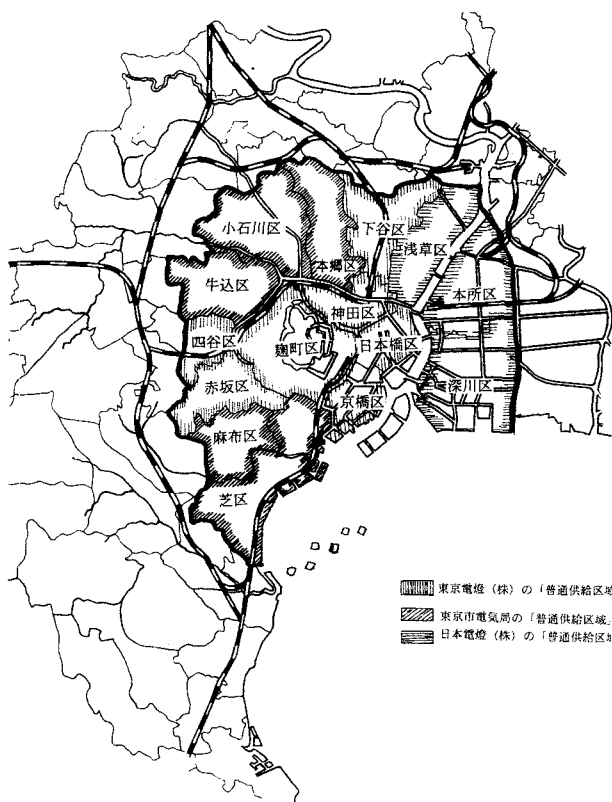 小石川区
下谷区
浅草区
本郷区
牛込区
本所区
神田区
四谷区
麹町区
日本橋区
赤坂区
深川区
京橋区
麻布区
芝区
東京電燈(株)の「普通供給区域
東京市電気局の「普通供給区域」
日本電燈(株)の「普通供給区域